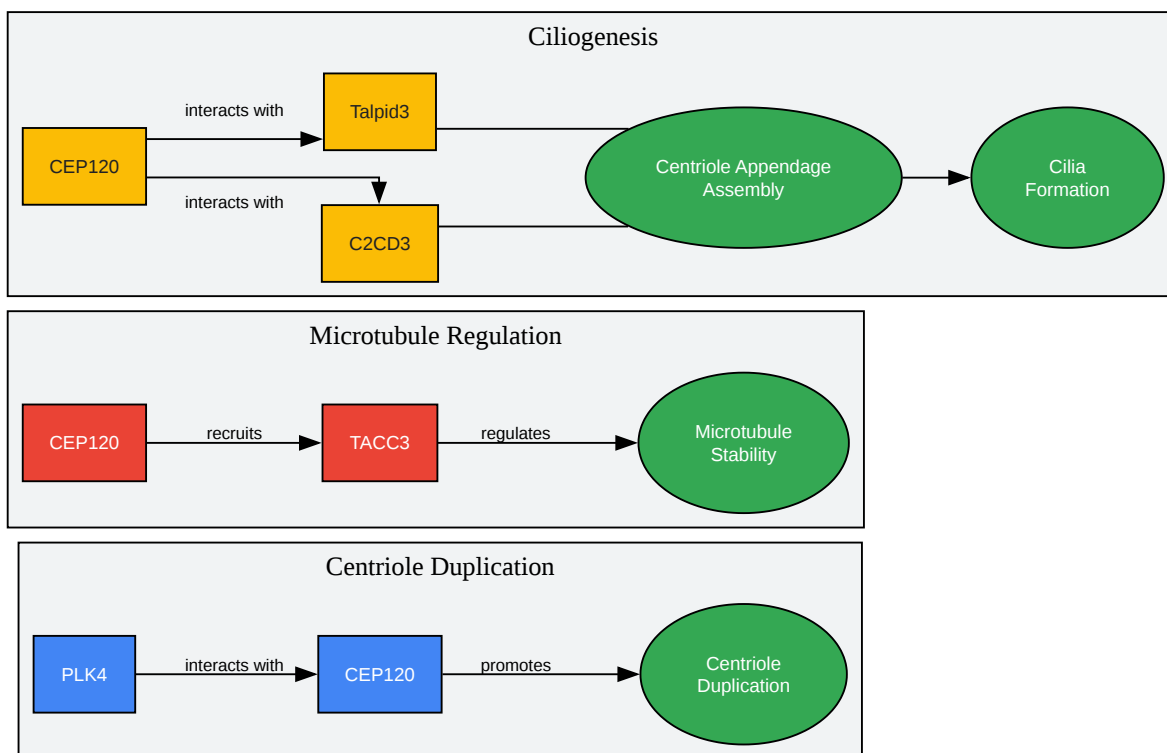 Ciliogenesis
interacts with
Talpid3
CEP120
Centriole Appendage
Assembly
Cilia
Formation
interacts with
C2CD3
Microtubule Regulation
CEP120
recruits
TACC3
regulates
Microtubule
Stability
Centriole Duplication
PLK4
interacts with
CEP120
promotes
Centriole
Duplication